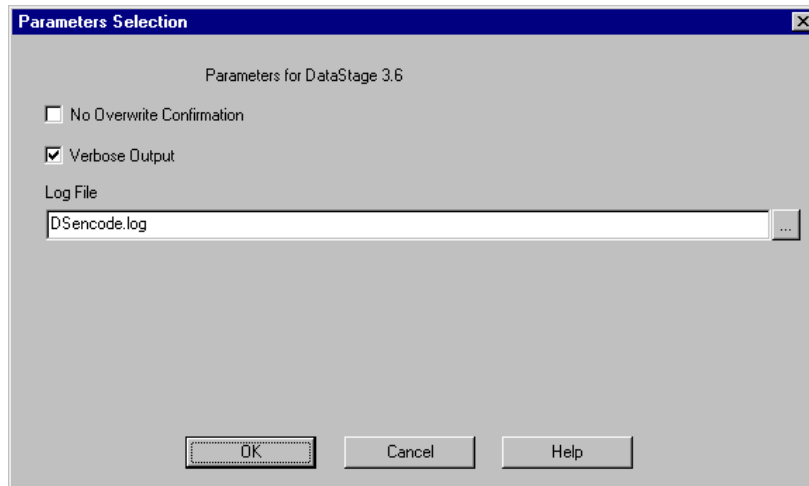 Parameters Selection
Parameters for DataStage 3.6
No Overwrite Confirmation
Verbose Output
Log File
DSencode.log
...
OK Cancel Help